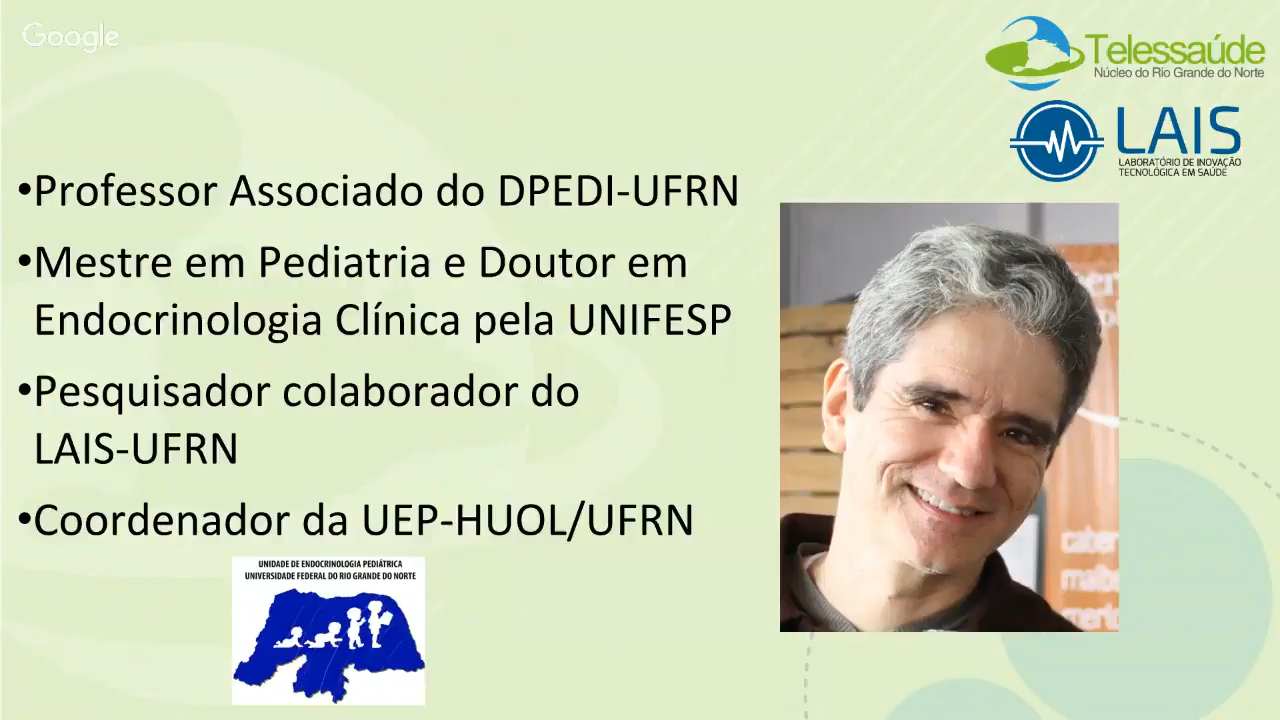 Google
Telessaúde
Núcleo do Rio Grande do Norte
LAIS
LABORATÓRIO DE INOVAÇÃO
TECNOLÓGICA EM SAÚDE
•Professor Associado do DPEDI-UFRN
•Mestre em Pediatria e Doutor em
Endocrinologia Clínica pela UNIFESP
•Pesquisador colaborador do
LAIS-UFRN
•Coordenador da UEP-HUOL/UFRN
UNIDADE DE ENDOCRINOLOGIA PEDIÁTRICA
UNIVERSIDADE FEDERAL DO RIO GRANDE DO NORTE